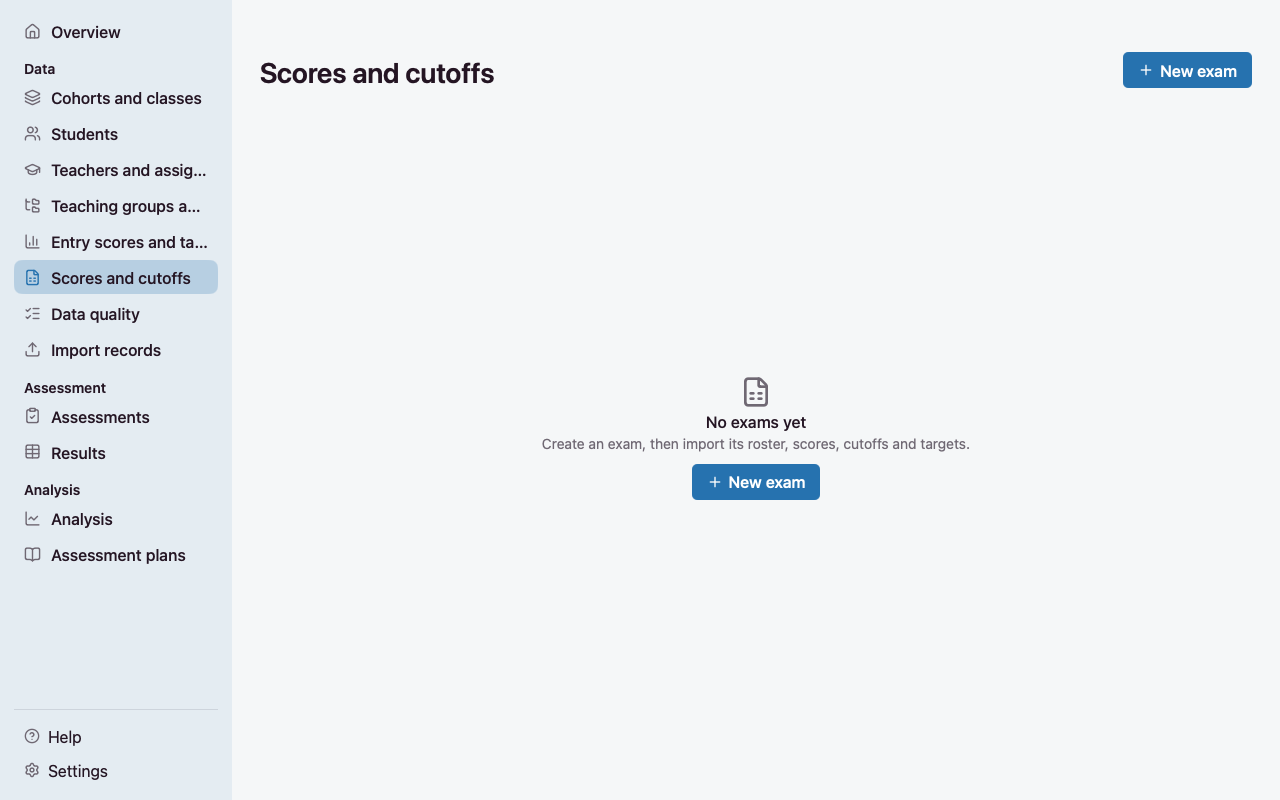 Overview
Data
Cohorts and classes
Students
Teachers and assig...
Teaching groups a...
Entry scores and ta...
Scores and cutoffs
Data quality
Import records
Assessment
Assessments
Results
Analysis
Analysis
Assessment plans
Help
Settings
Scores and cutoffs
New exam
No exams yet
Create an exam, then import its roster, scores, cutoffs and targets.
New exam